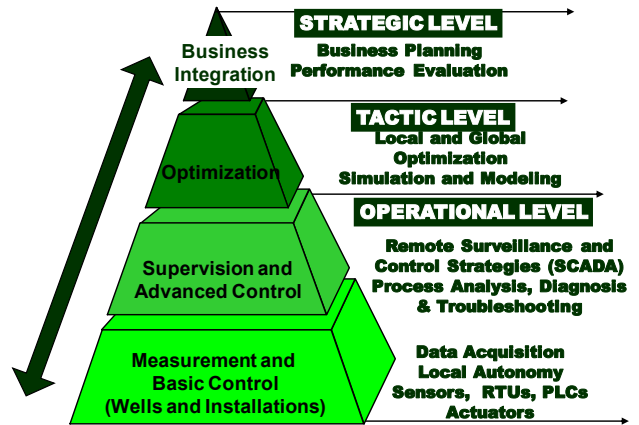 STRATEGIC LEVEL
Business Planning
Performance Evaluation
Business
Integration
TACTIC LEVEL
Local and Global
Optimization
Simulation and Modeling
Optimization
OPERATIONAL LEVEL
Remote Surveillance and
Control Strategies (SCADA)
Process Analysis, Diagnosis
& Troubleshooting
Supervision and
Advanced Control
Data Acquisition
Local Autonomy
Sensors, RTUs, PLCs
Actuators
Measurement and
Basic Control
(Wells and Installations)